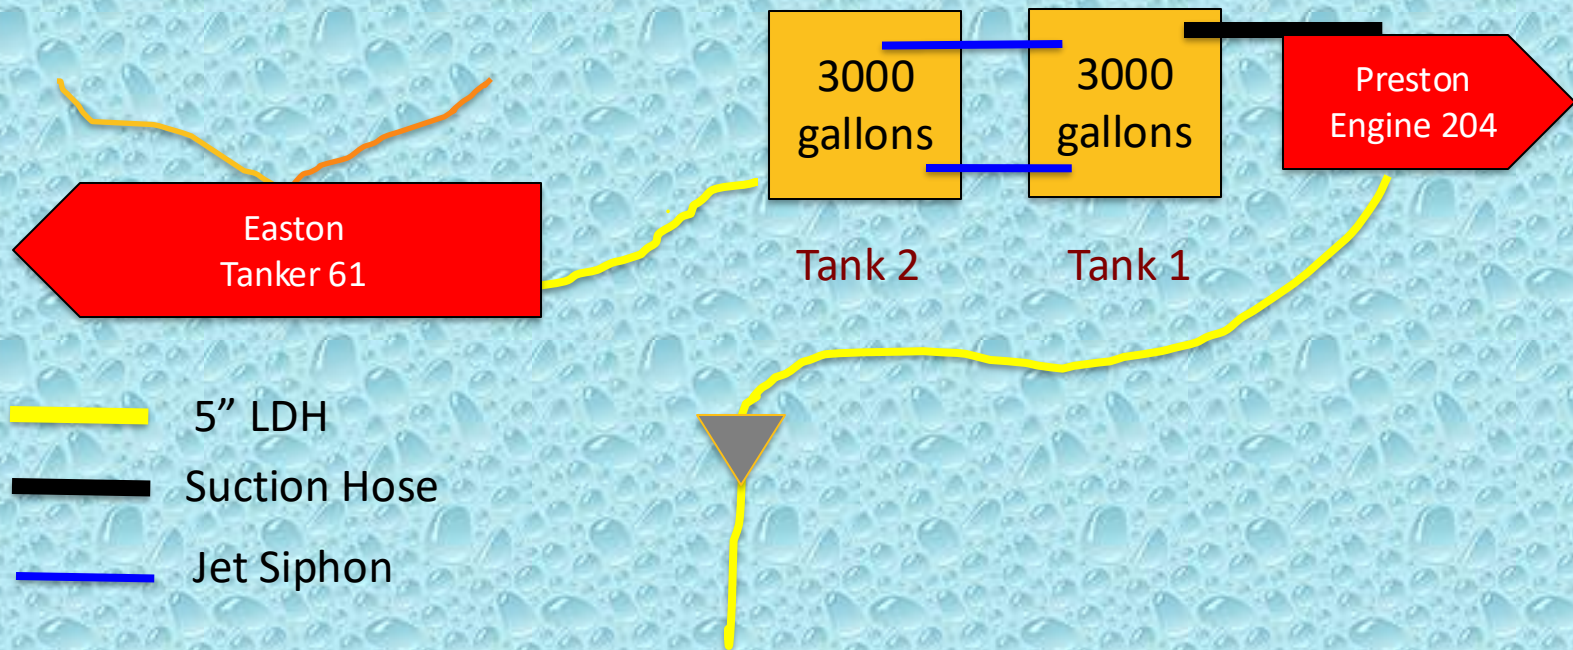 3000
gallons
3000
gallons
Preston
Engine 204
Easton
Tanker 61
Tank 2
Tank 1
5” LDH
Suction Hose
Jet Siphon